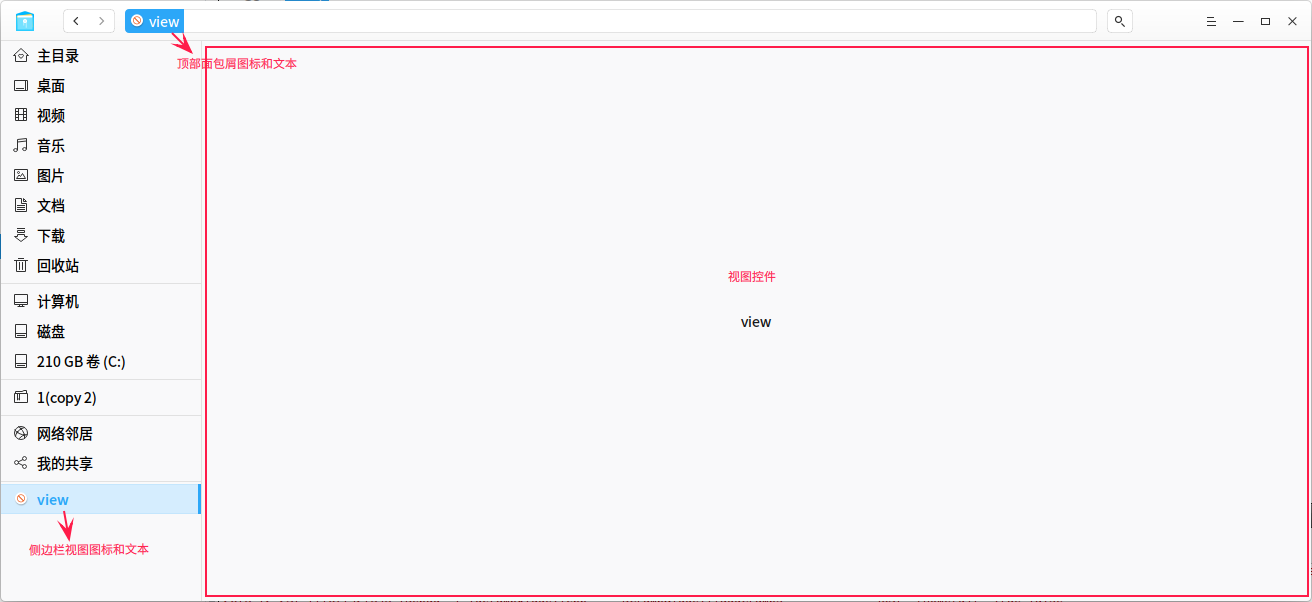 view
顶部面包屑图标和文本
主目录
桌面
视频
音乐
图片
文档
下载
回收站
计算机
磁盘
210 GB 卷 (C:)
1(copy 2)
网络邻居
我的共享
view
侧边栏视图图标和文本
视图控件
view